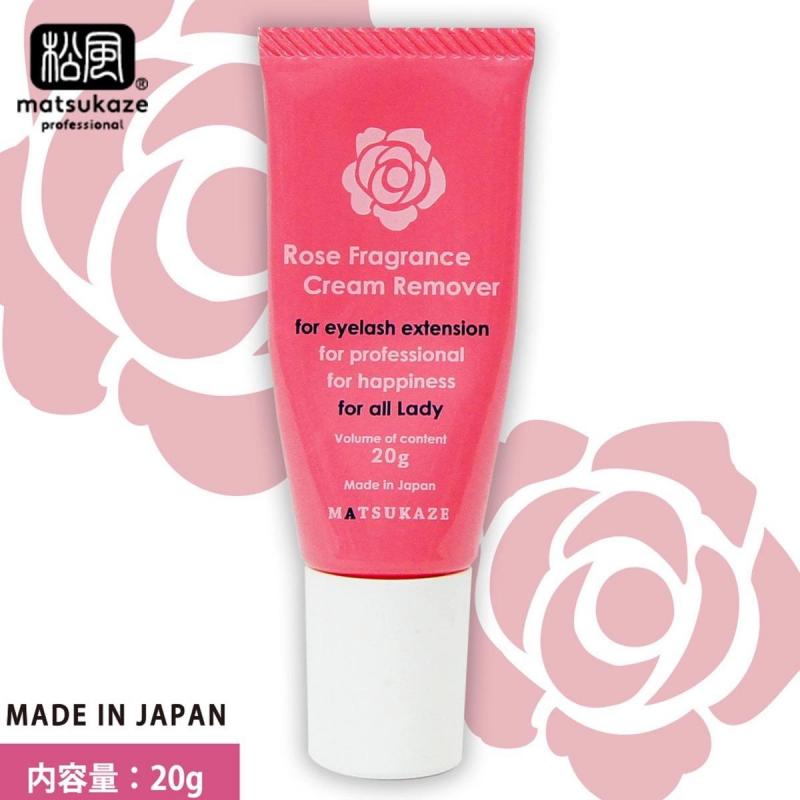 松風®
matsukaze
professional
Rose Fragrance
Cream Remover
for eyelash extension
for professional
for happiness
for all Lady
Volume of content
20g
Made in Japan
MATSUKAZE
MADE IN JAPAN
内容量：20g